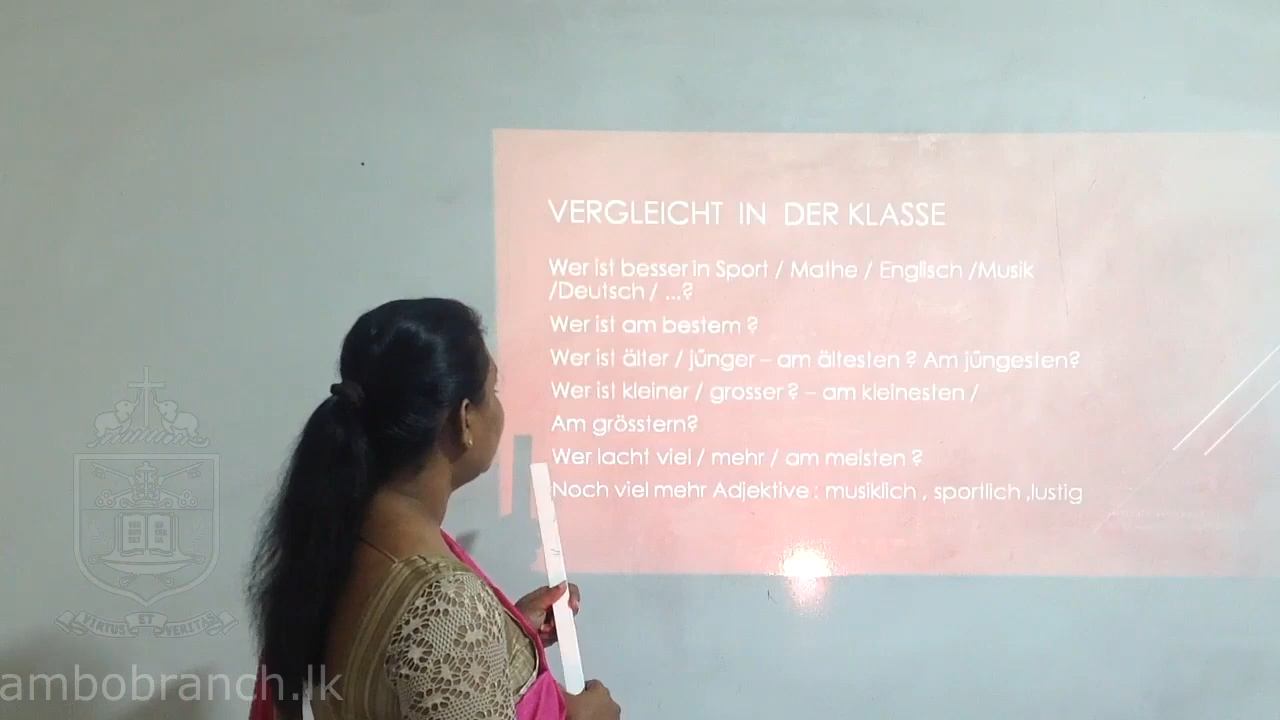 VERGLEICHT IN DER KLASSE
Wer ist besser in Sport / Mathe / Englisch /Musik
/Deutsch / ...?
Wer ist am bestem ?
Wer ist älter / jünger – am ältesten ? Am jüngesten?
Wer ist kleiner / grosser ? – am kleinesten /
Am grösstern?
Wer lacht viel / mehr / am meisten ?
Noch viel mehr Adjektive : musiklich , sportlich ,lustig
VIRTUS ET VERITAS
ambobranch.lk